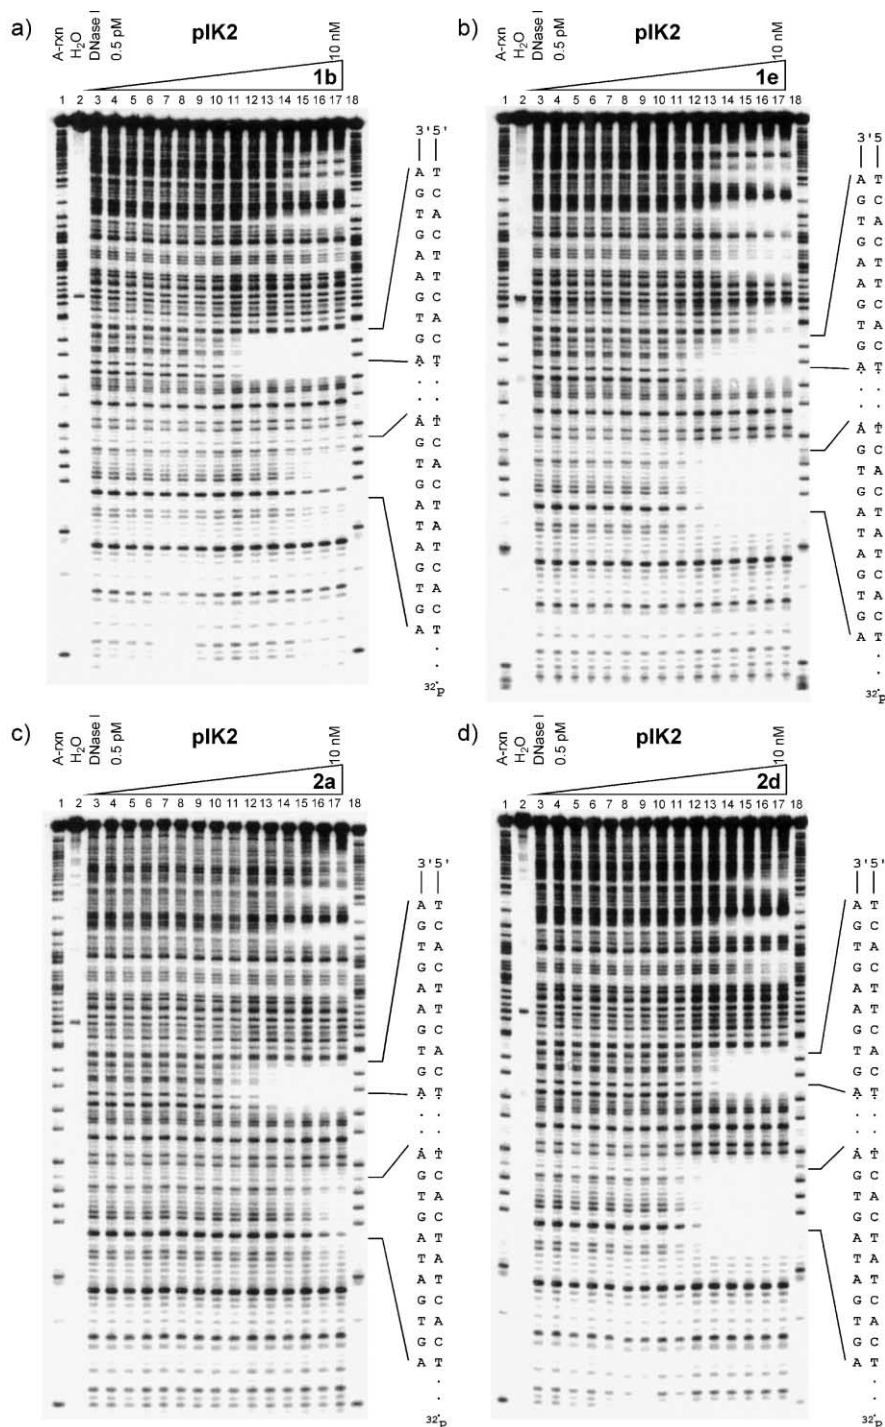 a)
A-rxn
H₂O
DNase I
0.5 pM
pIK2
10 nM
1b
1 2 3 4 5 6 7 8 9 10 11 12 13 14 15 16 17 18
3'5'
A T
G C
T A
G C
A T
A T
G C
T A
G C
A T
. .
. .
A T
G C
T A
G C
A T
T A
A T
G C
T A
G C
A T
.
.
³²P
b)
A-rxn
H₂O
DNase I
0.5 pM
pIK2
10 nM
1e
1 2 3 4 5 6 7 8 9 10 11 12 13 14 15 16 17 18
3'5
A T
G C
T A
G C
A T
A T
G C
T A
G C
A T
. .
. .
A T
G C
T A
G C
A T
T A
A T
G C
T A
G C
A T
.
.
³²P
c)
A-rxn
H₂O
DNase I
0.5 pM
pIK2
10 nM
2a
1 2 3 4 5 6 7 8 9 10 11 12 13 14 15 16 17 18
3'5'
A T
G C
T A
G C
A T
A T
G C
T A
G C
A T
. .
. .
A T
G C
T A
G C
A T
T A
A T
G C
T A
G C
A T
.
.
³²P
d)
A-rxn
H₂O
DNase I
0.5 pM
pIK2
10 nM
2d
1 2 3 4 5 6 7 8 9 10 11 12 13 14 15 16 17 18
3'5'
A T
G C
T A
G C
A T
A T
G C
T A
G C
A T
. .
. .
A T
G C
T A
G C
A T
T A
A T
G C
T A
G C
A T
.
.
³²P